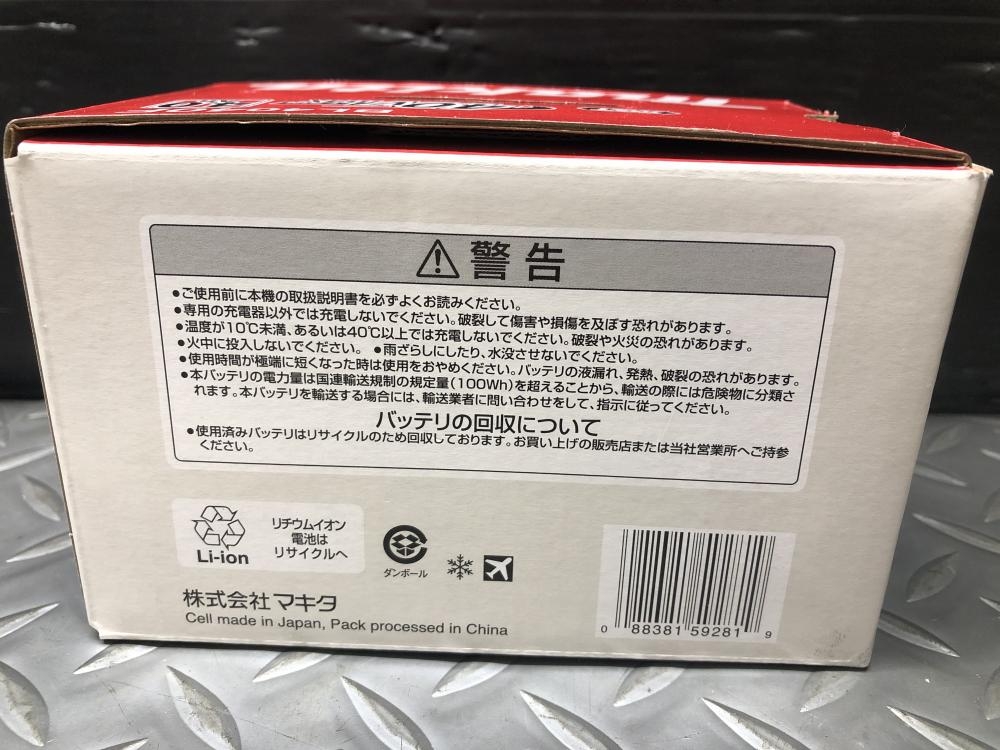 警告
●ご使用前に本機の取扱説明書を必ずよくお読みください。
●専用の充電器以外では充電しないでください。破裂して傷害や損傷を及ぼす恐れがあります。
●温度が10℃未満、あるいは40℃以上では充電しないでください。破裂や火災の恐れがあります。
●火中に投入しないでください。 ●雨ざらしにしたり、水没させないでください。
●使用時間が極端に短くなった時は使用をおやめください。バッテリの液漏れ、発熱、破裂の恐れがあります。
●本バッテリの電力量は国連輸送規制の規定量(100Wh)を超えることから、輸送の際には危険物に分類さ
れます。本バッテリを輸送する場合には、輸送業者に問い合わせをして、指示に従ってください。
バッテリの回収について
●使用済みバッテリはリサイクルのため回収しております。お買い上げの販売店または当社営業所へご持参
ください。
Li-ion
リチウムイオン
電池は
リサイクルへ
ダンボール
株式会社マキタ
Cell made in Japan, Pack processed in China
0 88381 59281 9